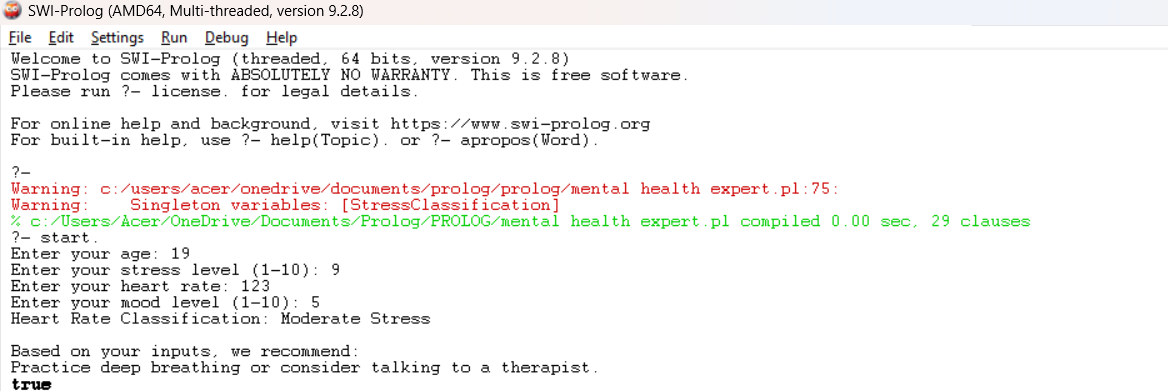 SWI-Prolog (AMD64, Multi-threaded, version 9.2.8)
File Edit Settings Run Debug Help
Welcome to SWI-Prolog (threaded, 64 bits, version 9.2.8)
SWI-Prolog comes with ABSOLUTELY NO WARRANTY. This is free software.
Please run ?- license. for legal details.
For online help and background, visit https://www.swi-prolog.org
For built-in help, use ?- help(Topic). or ?- apropos(Word).
?-
Warning: c:/users/acer/onedrive/documents/prolog/prolog/mental health expert.pl:75:
Warning:    Singleton variables: [StressClassification]
% c:/Users/Acer/OneDrive/Documents/Prolog/PROLOG/mental health expert.pl compiled 0.00 sec, 29 clauses
?- start.
Enter your age: 19
Enter your stress level (1-10): 9
Enter your heart rate: 123
Enter your mood level (1-10): 5
Heart Rate Classification: Moderate Stress
Based on your inputs, we recommend:
Practice deep breathing or consider talking to a therapist.
true